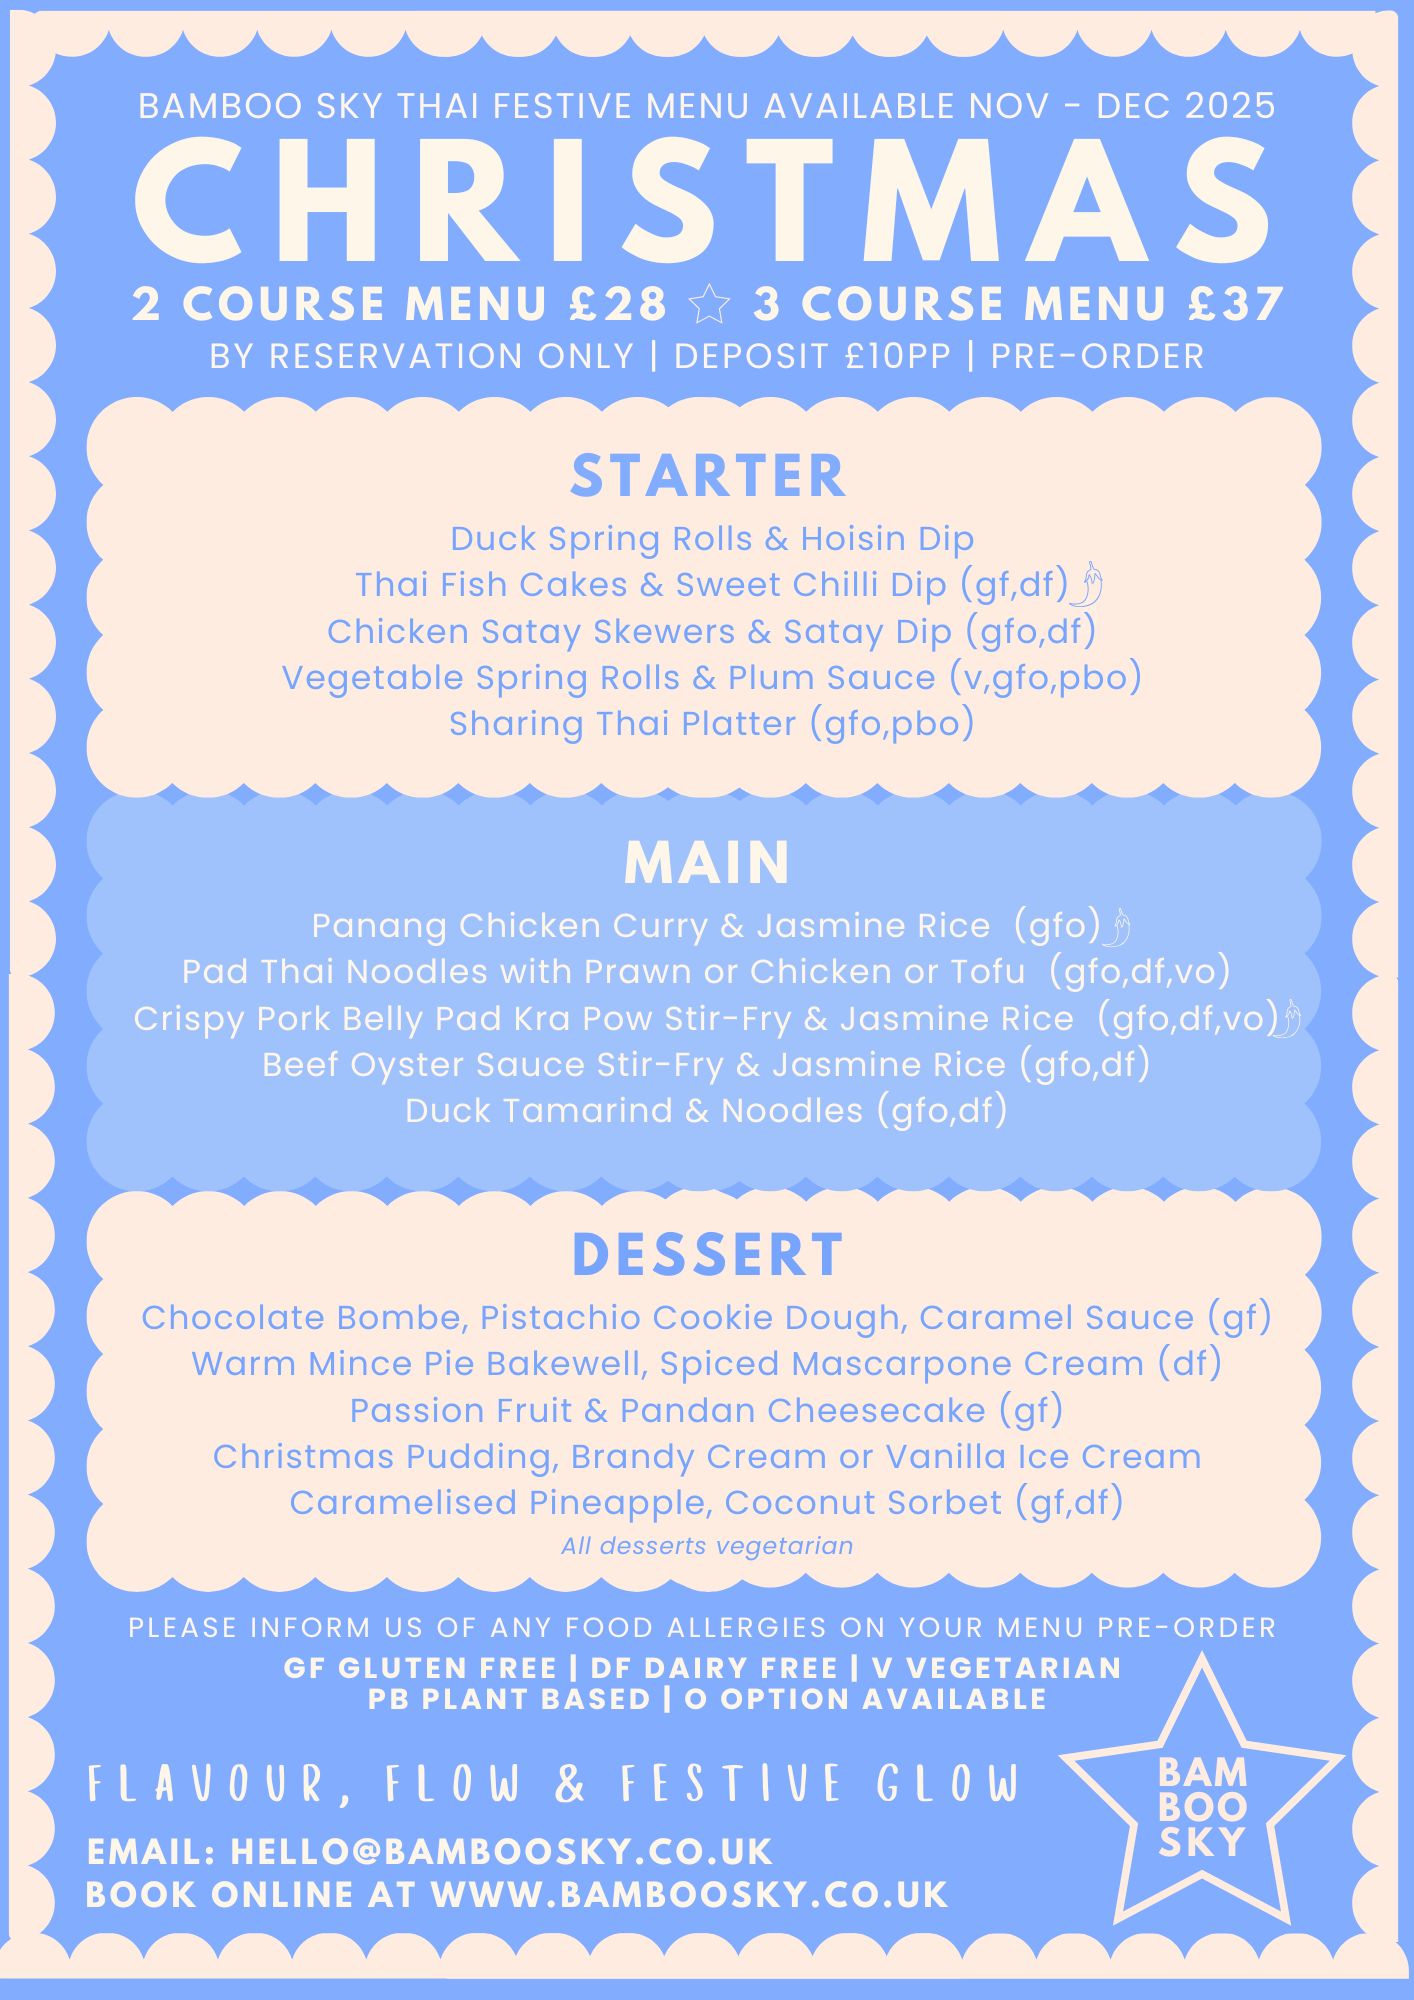 BAMBOO SKY THAI FESTIVE MENU AVAILABLE NOV - DEC 2025
CHRISTMAS
2 COURSE MENU £28 ☆ 3 COURSE MENU £37
BY RESERVATION ONLY | DEPOSIT £10PP | PRE-ORDER
STARTER
Duck Spring Rolls & Hoisin Dip
Thai Fish Cakes & Sweet Chilli Dip (gf,df)
Chicken Satay Skewers & Satay Dip (gfo,df)
Vegetable Spring Rolls & Plum Sauce (v,gfo,pbo)
Sharing Thai Platter (gfo,pbo)
MAIN
Panang Chicken Curry & Jasmine Rice (gfo)
Pad Thai Noodles with Prawn or Chicken or Tofu (gfo,df,vo)
Crispy Pork Belly Pad Kra Pow Stir-Fry & Jasmine Rice (gfo,df,vo)
Beef Oyster Sauce Stir-Fry & Jasmine Rice (gfo,df)
Duck Tamarind & Noodles (gfo,df)
DESSERT
Chocolate Bombe, Pistachio Cookie Dough, Caramel Sauce (gf)
Warm Mince Pie Bakewell, Spiced Mascarpone Cream (df)
Passion Fruit & Pandan Cheesecake (gf)
Christmas Pudding, Brandy Cream or Vanilla Ice Cream
Caramelised Pineapple, Coconut Sorbet (gf,df)
All desserts vegetarian
PLEASE INFORM US OF ANY FOOD ALLERGIES ON YOUR MENU PRE-ORDER
GF GLUTEN FREE | DF DAIRY FREE | V VEGETARIAN
PB PLANT BASED | O OPTION AVAILABLE
FLAVOUR, FLOW & FESTIVE GLOW
EMAIL: HELLO@BAMBOOSKY.CO.UK
BOOK ONLINE AT WWW.BAMBOOSKY.CO.UK
BAM
BOO
SKY